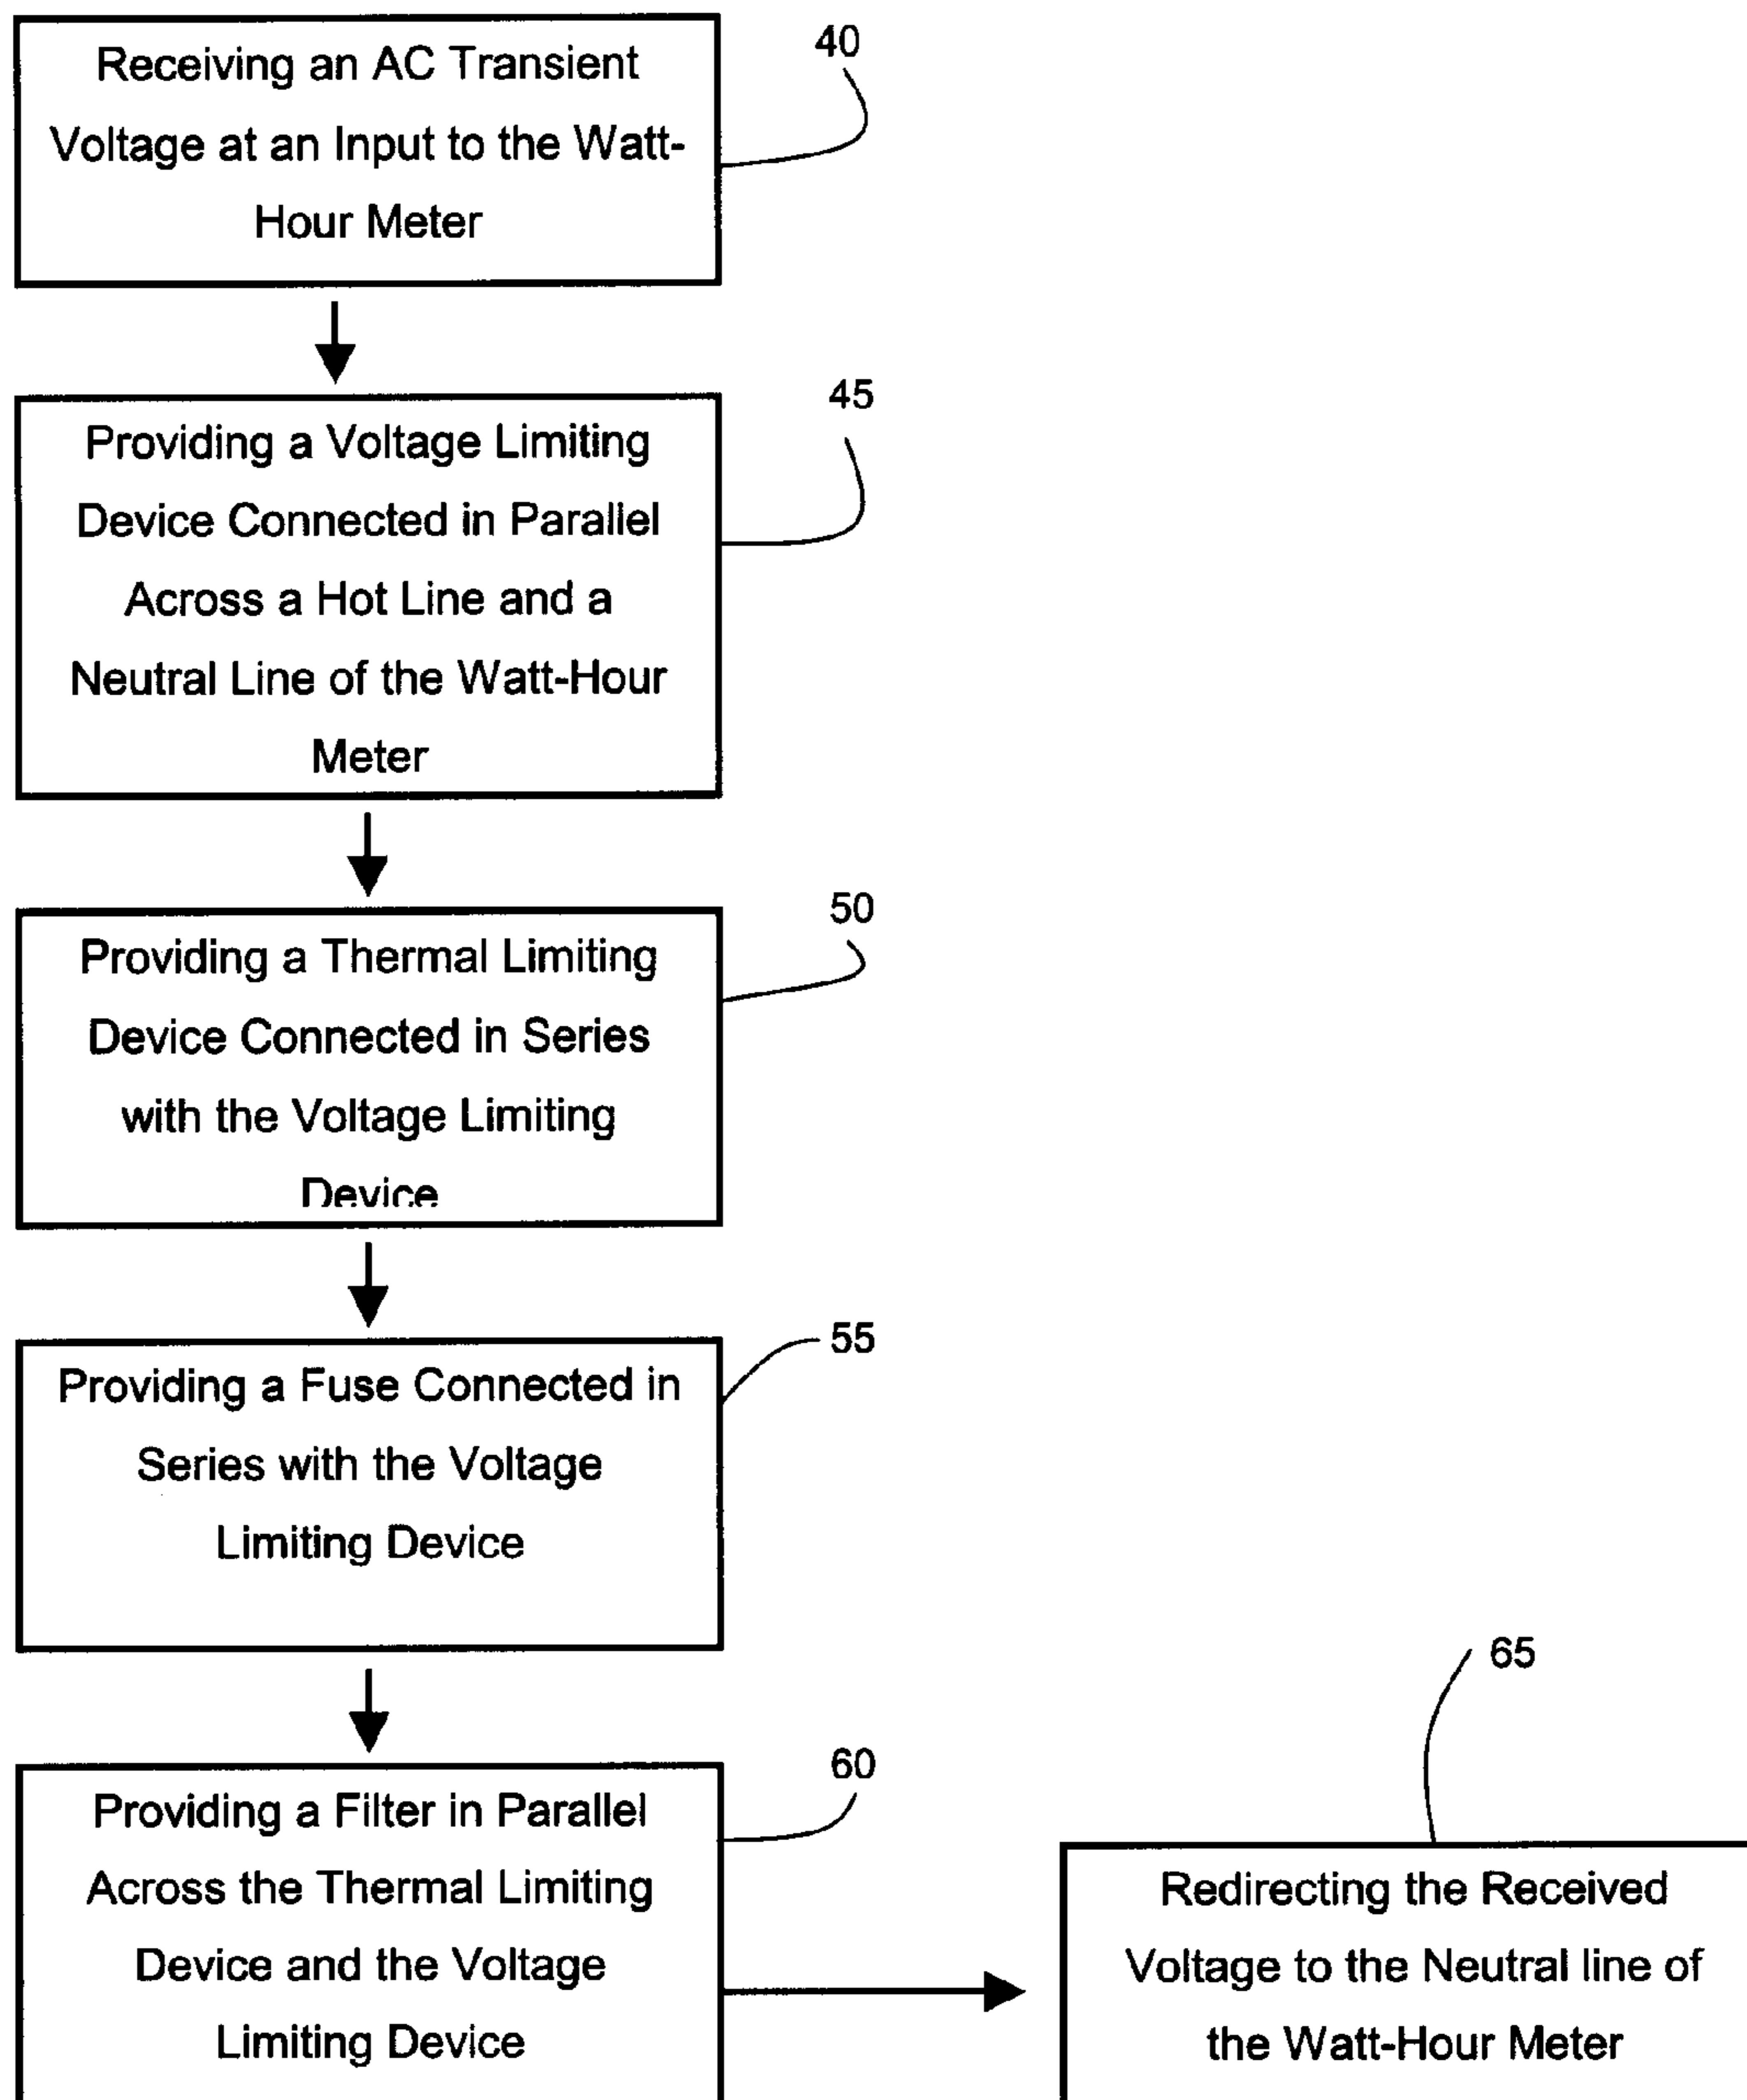 Receiving an AC Transient
Voltage at an Input to the Watt-
Hour Meter
40
Providing a Voltage Limiting
Device Connected in Parallel
Across a Hot Line and a
Neutral Line of the Watt-Hour
Meter
45
Providing a Thermal Limiting
Device Connected in Series
with the Voltage Limiting
Device
50
Providing a Fuse Connected in
Series with the Voltage
Limiting Device
55
Providing a Filter in Parallel
Across the Thermal Limiting
Device and the Voltage
Limiting Device
60
65
Redirecting the Received
Voltage to the Neutral line of
the Watt-Hour Meter